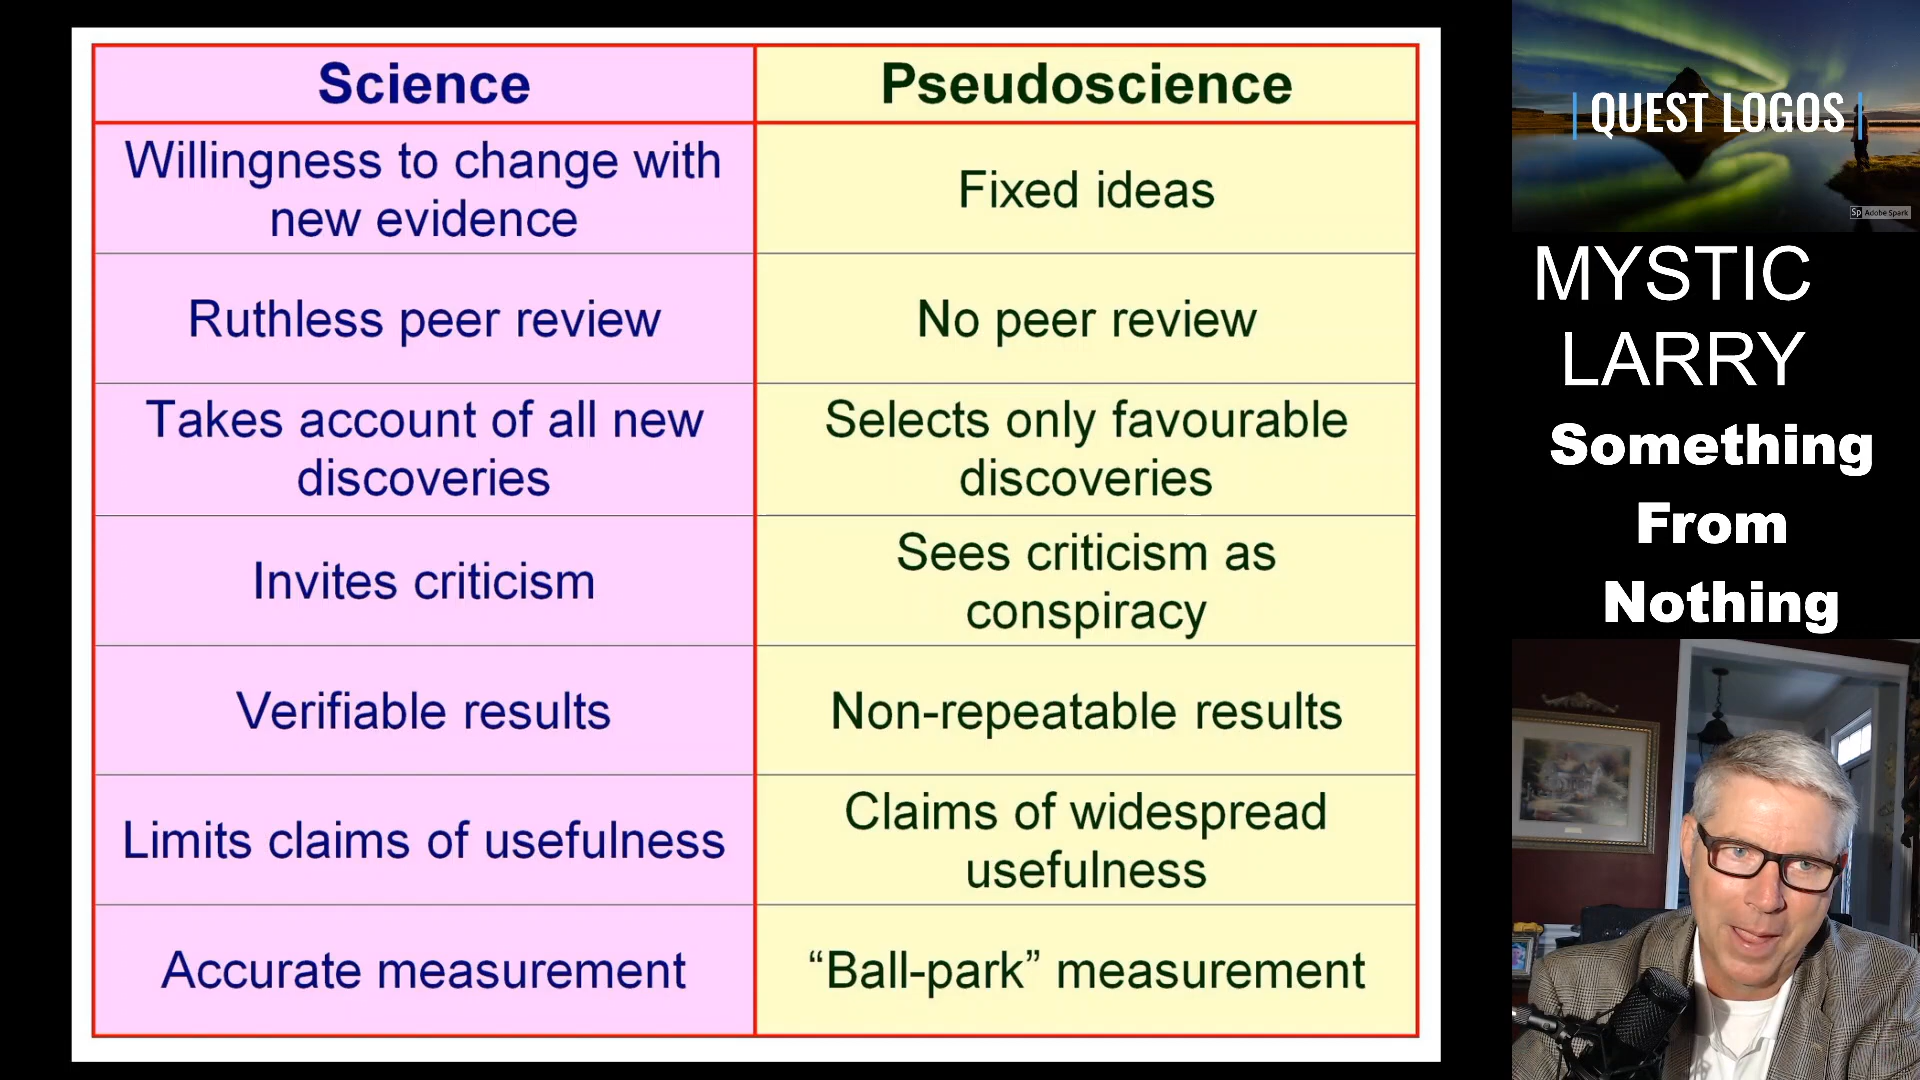 Science
Pseudoscience
Willingness to change with
new evidence
Fixed ideas
Ruthless peer review
No peer review
Takes account of all new
discoveries
Selects only favourable
discoveries
Invites criticism
Sees criticism as
conspiracy
Verifiable results
Non-repeatable results
Limits claims of usefulness
Claims of widespread
usefulness
Accurate measurement
“Ball-park” measurement
| QUEST LOGOS |
Sp Adobe Spark
MYSTIC
LARRY
Something
From
Nothing